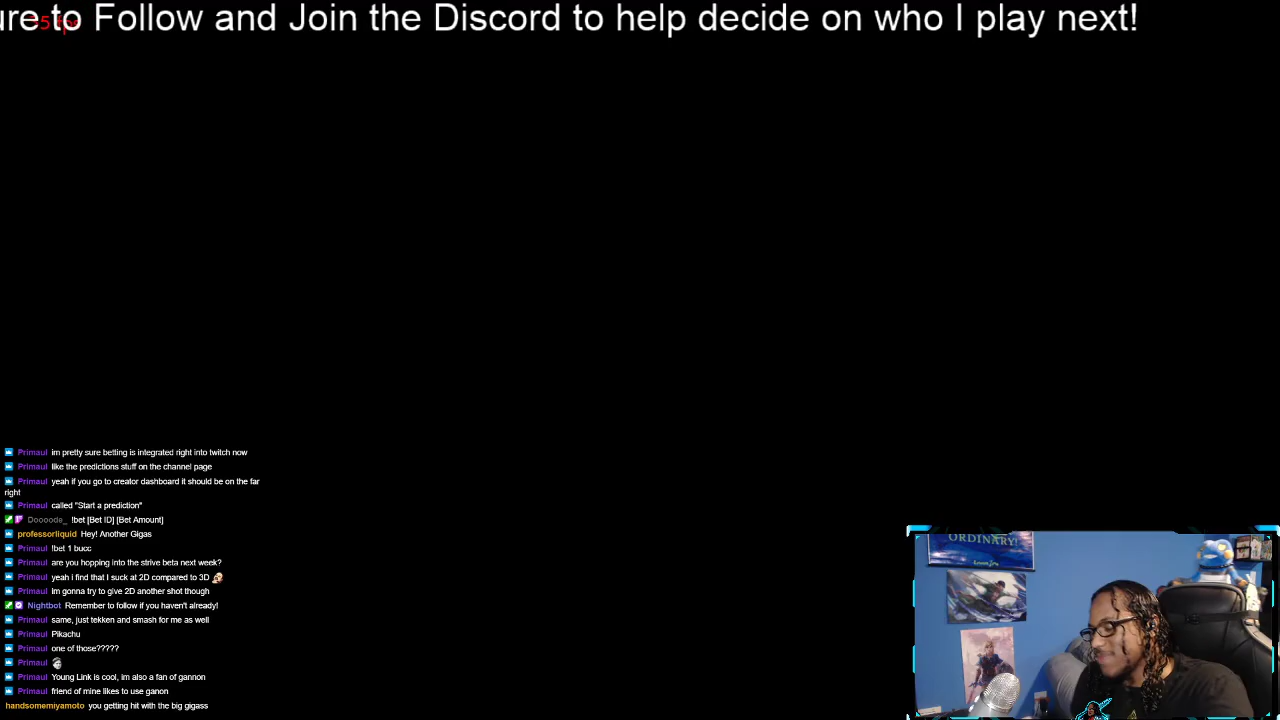 ure to Follow and Join the Discord to help decide on who I play next!
Primaul im pretty sure betting is integrated right into twitch now
Primaul like the predictions stuff on the channel page
Primaul yeah if you go to creator dashboard it should be on the far
right
Primaul called "Start a prediction"
Doooode_ !bet [Bet ID] [Bet Amount]
professorliquid Hey! Another Gigas
Primaul !bet 1 bucc
Primaul are you hopping into the strive beta next week?
Primaul yeah i find that I suck at 2D compared to 3D
Primaul im gonna try to give 2D another shot though
Nightbot Remember to follow if you haven't already!
Primaul same, just tekken and smash for me as well
Primaul Pikachu
Primaul one of those?????
Primaul
Primaul Young Link is cool, im also a fan of gannon
Primaul friend of mine likes to use ganon
handsomemiyamoto you getting hit with the big gigass
ORDINARY!